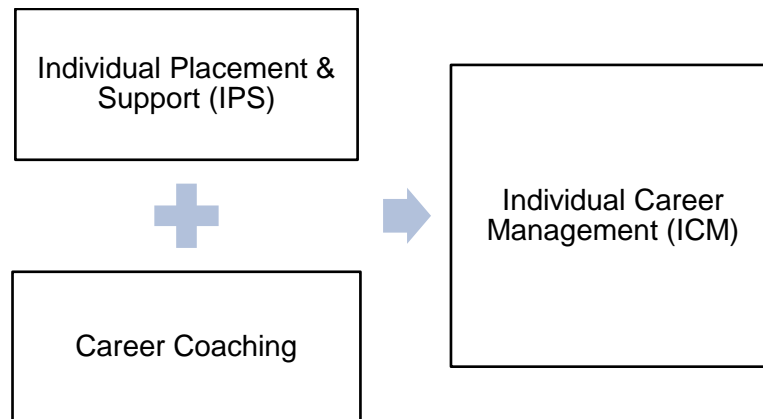 Individual Placement &
Support (IPS)
Career Coaching
Individual Career
Management (ICM)